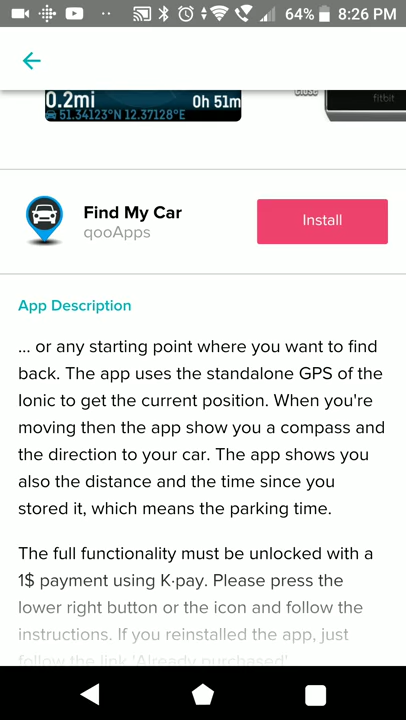 64% 8:26 PM
0.2mi 0h 51m
51.34123°N 12.37128°E
fitbit
Find My Car
qooApps
Install
App Description
... or any starting point where you want to find
back. The app uses the standalone GPS of the
Ionic to get the current position. When you're
moving then the app show you a compass and
the direction to your car. The app shows you
also the distance and the time since you
stored it, which means the parking time.
The full functionality must be unlocked with a
1$ payment using K·pay. Please press the
lower right button or the icon and follow the
instructions. If you reinstalled the app, just
follow the link 'Already purchased'